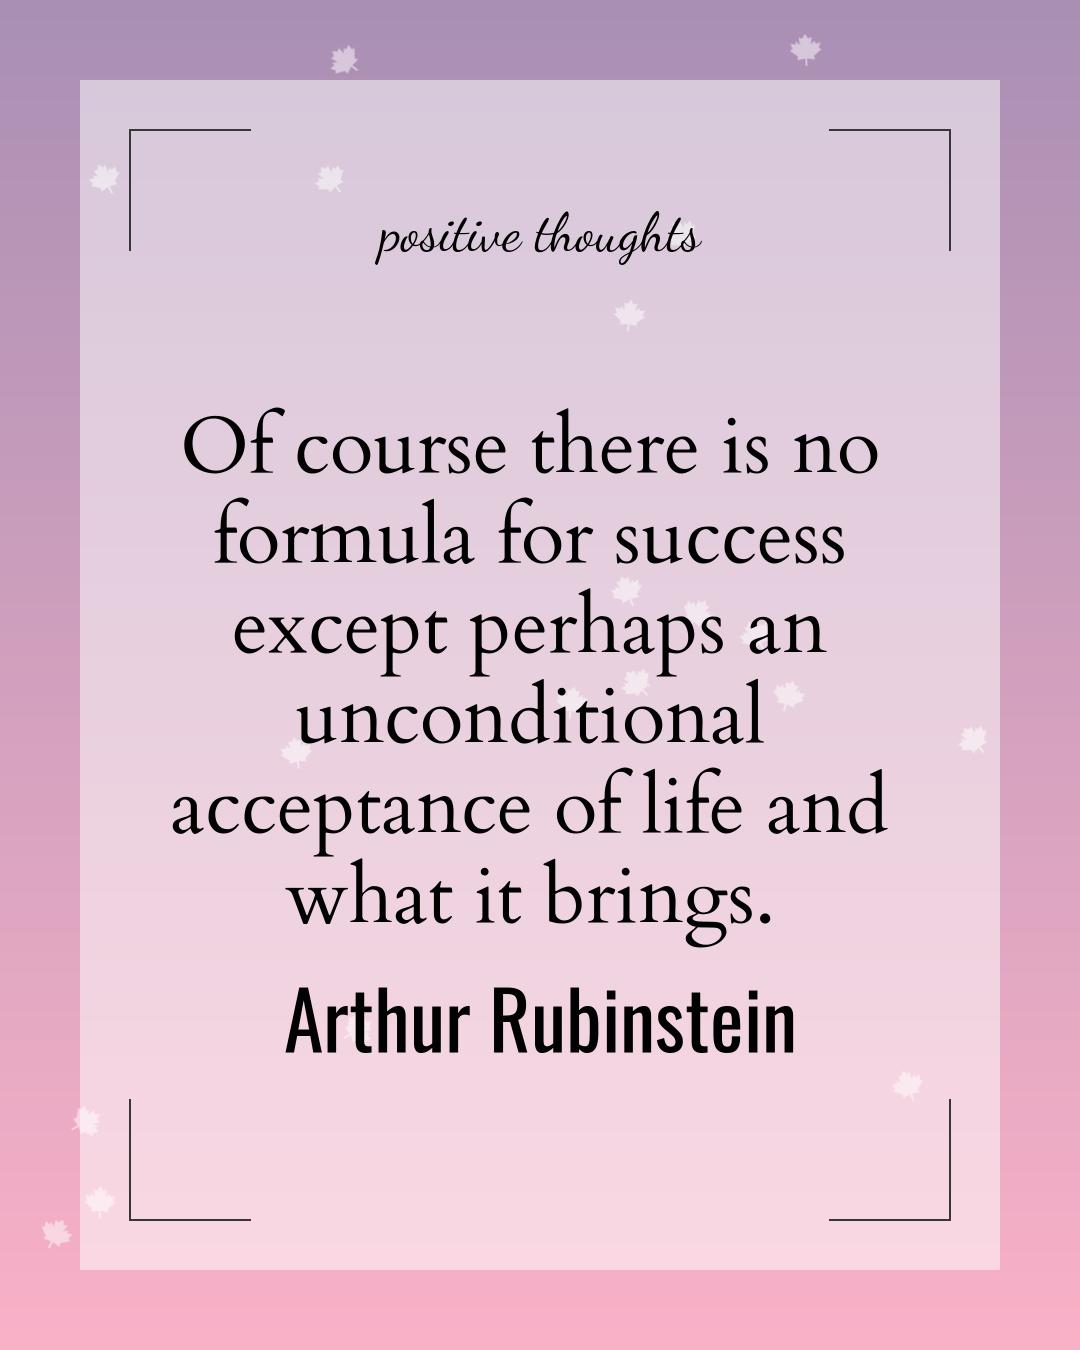 positive thoughts
Of course there is no
formula for success
except perhaps an
unconditional
acceptance of life and
what it brings.
Arthur Rubinstein